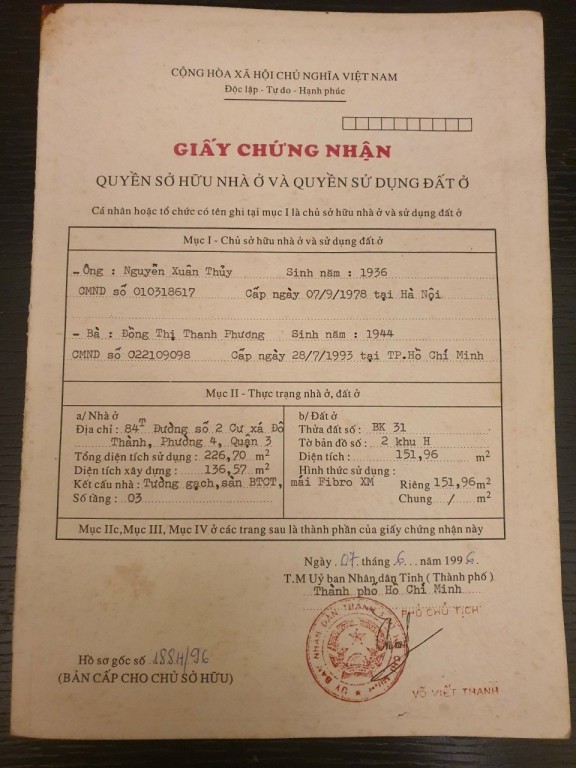 CỘNG HÒA XÃ HỘI CHỦ NGHĨA VIỆT NAM
Độc lập - Tự do - Hạnh phúc
GIẤY CHỨNG NHẬN
QUYỀN SỞ HỮU NHÀ Ở VÀ QUYỀN SỬ DỤNG ĐẤT Ở
Cá nhân hoặc tổ chức có tên ghi tại mục I là chủ sở hữu nhà ở và sử dụng đất ở
Mục I - Chủ sở hữu nhà ở và sử dụng đất ở
- Ông : Nguyễn Xuân Thủy Sinh năm : 1936
CMND số 010318617 Cấp ngày 07/9/1978 tại Hà Nội
- Bà : Đồng Thị Thanh Phương Sinh năm : 1944
CMND số 022109098 Cấp ngày 28/7/1993 tại TP.Hồ Chí Minh
Mục II - Thực trạng nhà ở, đất ở
a/ Nhà ở
Địa chỉ : 84T Đường số 2 Cư xá Đô
Thành, Phường 4, Quận 3
Tổng diện tích sử dụng : 226,70 m2
Diện tích xây dựng : 136,57 m2
Kết cấu nhà : Tường gạch, sàn BTCT, mái Fibro XM
Số tầng : 03
b/ Đất ở
Thửa đất số : BK 31
Tờ bản đồ số : 2 khu H
Diện tích : 151,96 m2
Hình thức sử dụng :
Riêng 151,96 m2
Chung / m2
Mục IIc, Mục III, Mục IV ở các trang sau là thành phần của giấy chứng nhận này
Ngày 07 tháng 6 năm 1996
T.M Uỷ ban Nhân dân Tỉnh ( Thành phố )
Thành phố Hồ Chí Minh
PHÓ CHỦ TỊCH
VÕ VIẾT THANH
Hồ sơ gốc số
(BẢN CẤP CHO CHỦ SỞ HỮU)